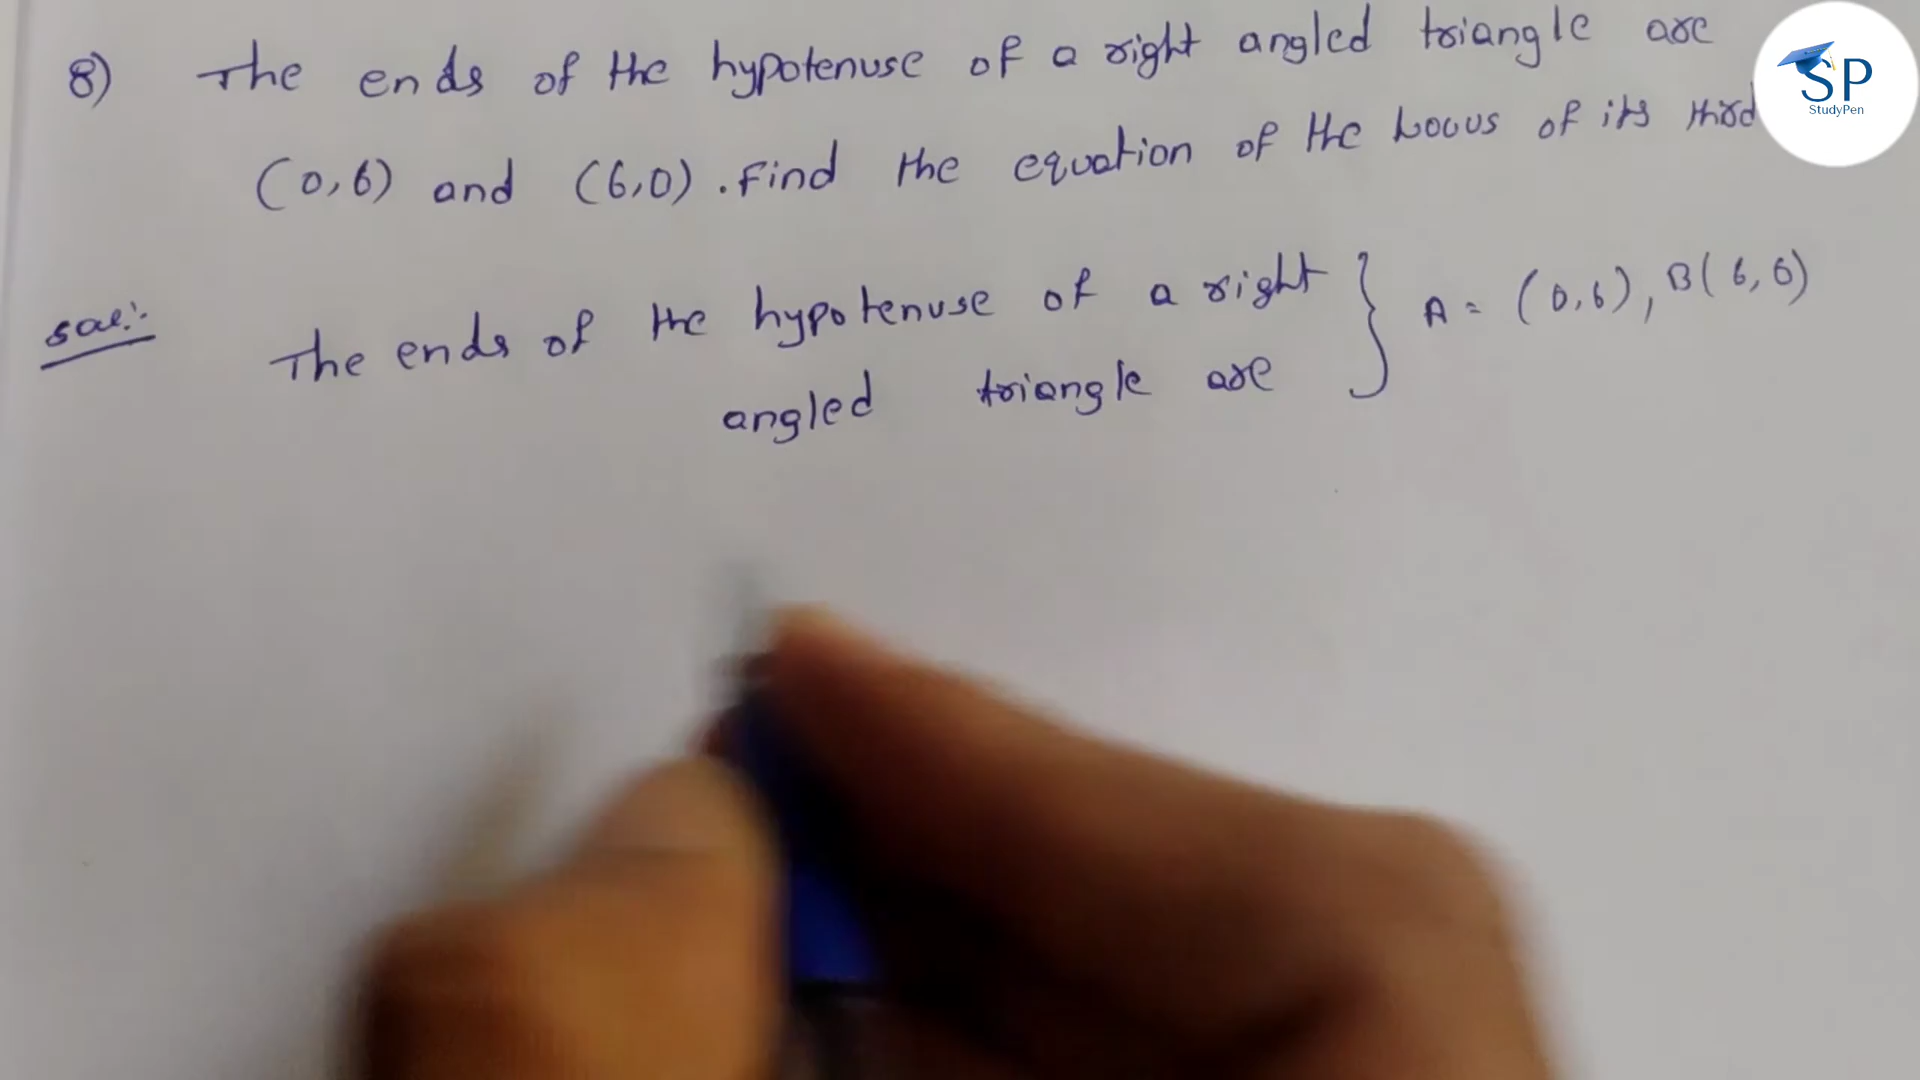 8) The ends of the hypotenuse of a right angled triangle are
(0,6) and (6,0). Find the equation of the Locus of its third
Sol:-
The ends of the hypotenuse of a right
angled triangle are } A = (0,6), B(6,0)
SP
StudyPen